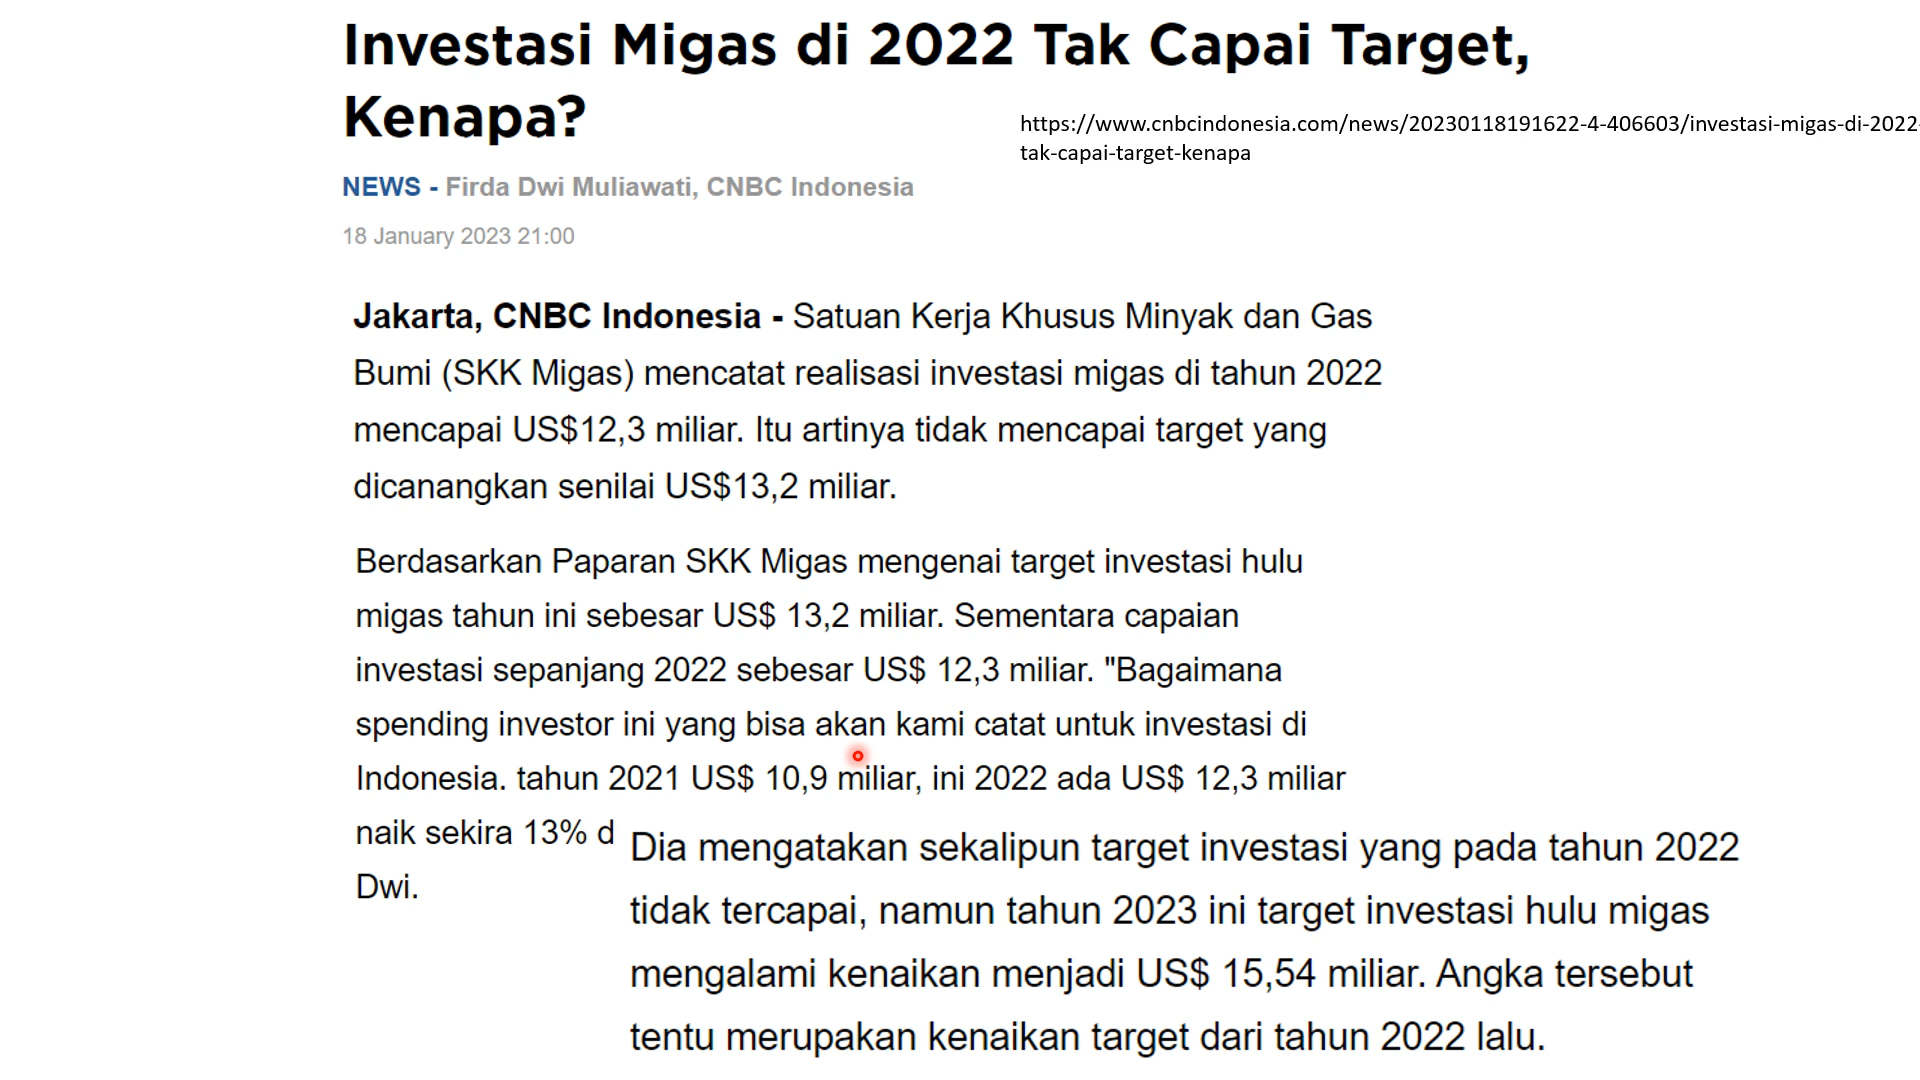 Investasi Migas di 2022 Tak Capai Target,
Kenapa?
https://www.cnbcindonesia.com/news/20230118191622-4-406603/investasi-migas-di-2022-
tak-capai-target-kenapa
NEWS - Firda Dwi Muliawati, CNBC Indonesia
18 January 2023 21:00
Jakarta, CNBC Indonesia - Satuan Kerja Khusus Minyak dan Gas
Bumi (SKK Migas) mencatat realisasi investasi migas di tahun 2022
mencapai US$12,3 miliar. Itu artinya tidak mencapai target yang
dicanangkan senilai US$13,2 miliar.
Berdasarkan Paparan SKK Migas mengenai target investasi hulu
migas tahun ini sebesar US$ 13,2 miliar. Sementara capaian
investasi sepanjang 2022 sebesar US$ 12,3 miliar. "Bagaimana
spending investor ini yang bisa akan kami catat untuk investasi di
Indonesia. tahun 2021 US$ 10,9 miliar, ini 2022 ada US$ 12,3 miliar
naik sekira 13% d
Dwi.
Dia mengatakan sekalipun target investasi yang pada tahun 2022
tidak tercapai, namun tahun 2023 ini target investasi hulu migas
mengalami kenaikan menjadi US$ 15,54 miliar. Angka tersebut
tentu merupakan kenaikan target dari tahun 2022 lalu.